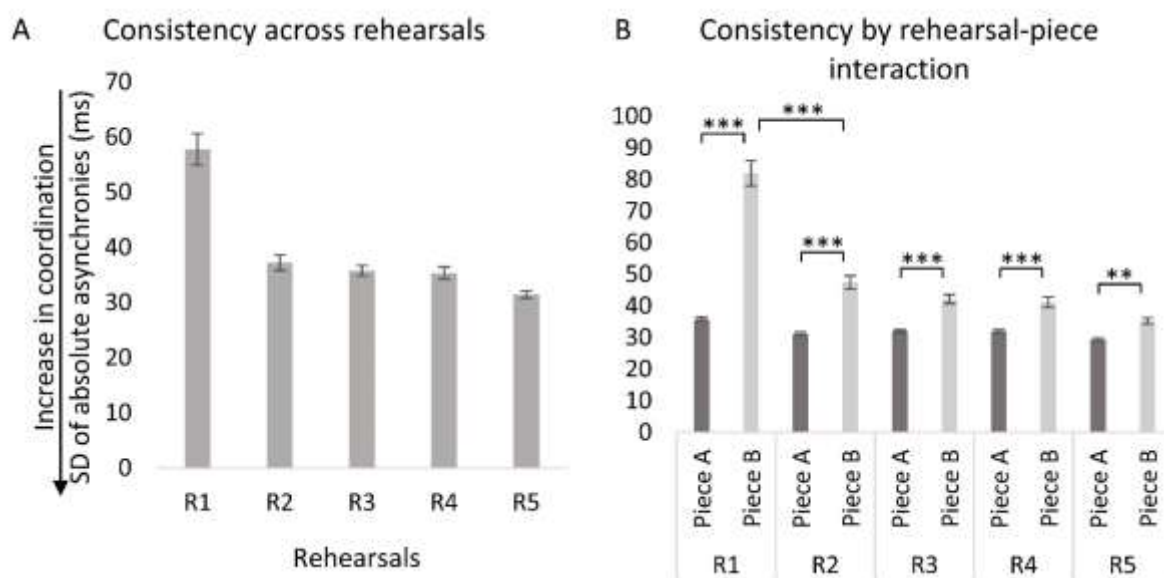 A Consistency across rehearsals
Increase in coordination
SD of absolute asynchronies (ms)
70
60
50
40
30
20
10
0
R1 R2 R3 R4 R5
Rehearsals
B Consistency by rehearsal-piece
interaction
100
90
80
70
60
50
40
30
20
10
0
*** ***
*** *** *** **
Piece A Piece B Piece A Piece B Piece A Piece B Piece A Piece B Piece A Piece B
R1 R2 R3 R4 R5